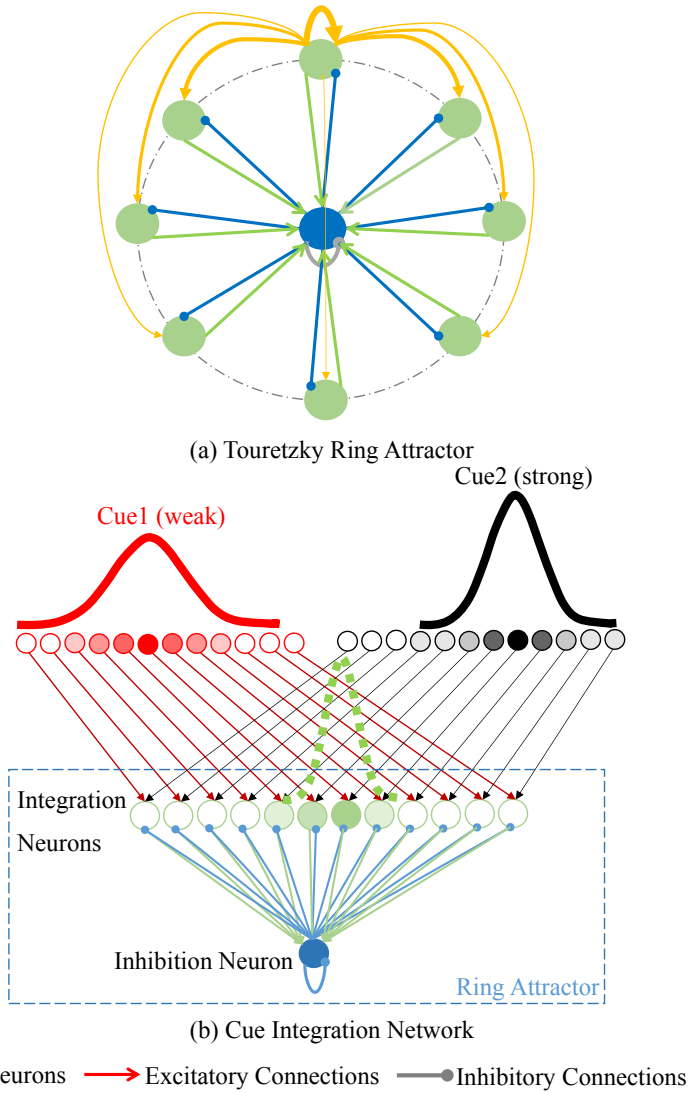 (a) Touretzky Ring Attractor
Cue2 (strong)
Cue1 (weak)
Integration
Neurons
Inhibition Neuron
Ring Attractor
(b) Cue Integration Network
eurons Excitatory Connections Inhibitory Connections